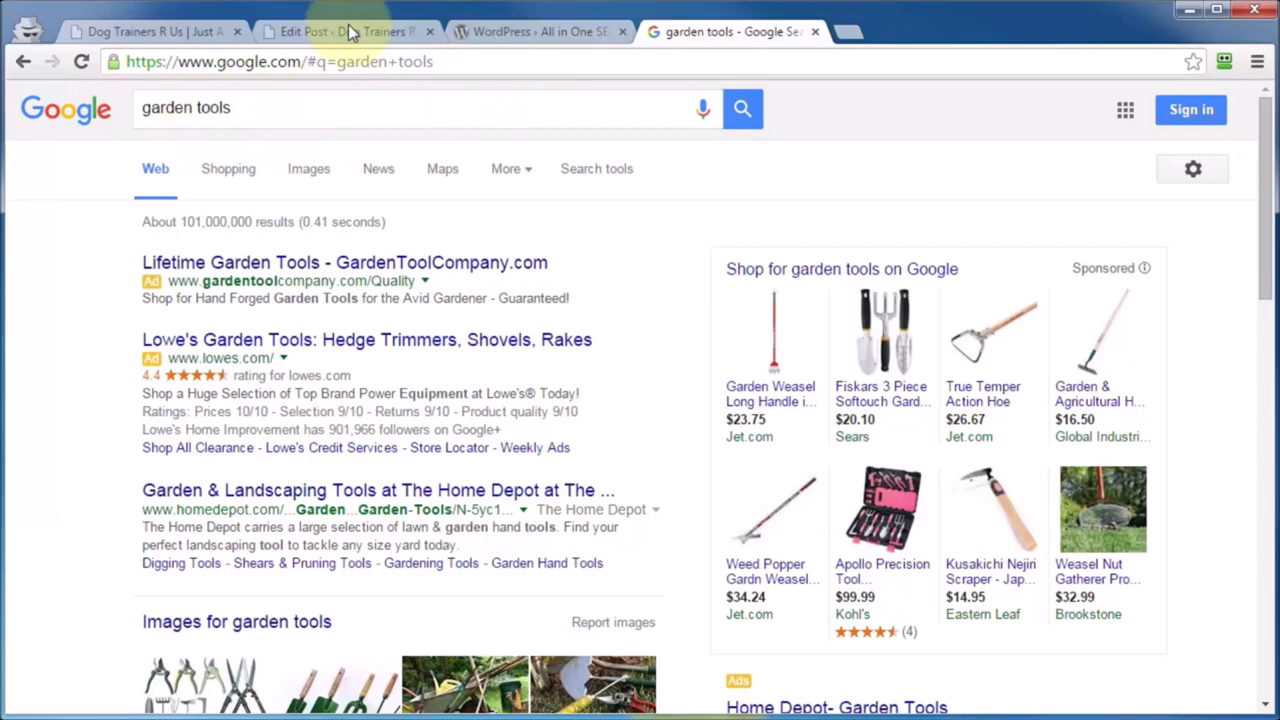 Dog Trainers R Us | Just A
Edit Post ‹ D Trainers R
WordPress › All in One SE
garden tools - Google Sea
https://www.google.com/#q=garden+tools
Google
garden tools
Sign in
Web
Shopping
Images
News
Maps
More
Search tools
About 101,000,000 results (0.41 seconds)
Lifetime Garden Tools - GardenToolCompany.com
Ad www.gardentoolcompany.com/Quality
Shop for Hand Forged Garden Tools for the Avid Gardener - Guaranteed!
Lowe's Garden Tools: Hedge Trimmers, Shovels, Rakes
Ad www.lowes.com/
4.4 ★★★★★ rating for lowes.com
Shop a Huge Selection of Top Brand Power Equipment at Lowe's® Today!
Ratings: Prices 10/10 - Selection 9/10 - Returns 9/10 - Product quality 9/10
Lowe's Home Improvement has 901,966 followers on Google+
Shop All Clearance - Lowe's Credit Services - Store Locator - Weekly Ads
Garden & Landscaping Tools at The Home Depot at The ...
www.homedepot.com/...Garden...Garden-Tools/N-5yc1... The Home Depot
The Home Depot carries a large selection of lawn & garden hand tools. Find your
perfect landscaping tool to tackle any size yard today.
Digging Tools - Shears & Pruning Tools - Gardening Tools - Garden Hand Tools
Images for garden tools
Report images
Shop for garden tools on Google
Sponsored
Garden Weasel
Long Handle i...
$23.75
Jet.com
Fiskars 3 Piece
Softouch Gard...
$20.10
Sears
True Temper
Action Hoe
$26.67
Jet.com
Garden &
Agricultural H...
$16.50
Global Industri...
Weed Popper
Gardn Weasel...
$34.24
Jet.com
Apollo Precision
Tool...
$99.99
Kohl's
★★★★★ (4)
Kusakichi Nejiri
Scraper - Jap...
$14.95
Eastern Leaf
Weasel Nut
Gatherer Pro...
$32.99
Brookstone
Ads
Home Depot- Garden Tools